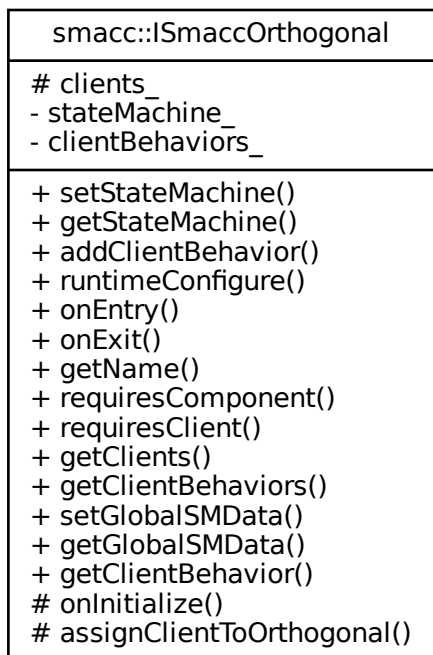 smacc::ISmaccOrthogonal
# clients_
- stateMachine_
- clientBehaviors_
+ setStateMachine()
+ getStateMachine()
+ addClientBehavior()
+ runtimeConfigure()
+ onEntry()
+ onExit()
+ getName()
+ requiresComponent()
+ requiresClient()
+ getClients()
+ getClientBehaviors()
+ setGlobalSMData()
+ getGlobalSMData()
+ getClientBehavior()
# onInitialize()
# assignClientToOrthogonal()